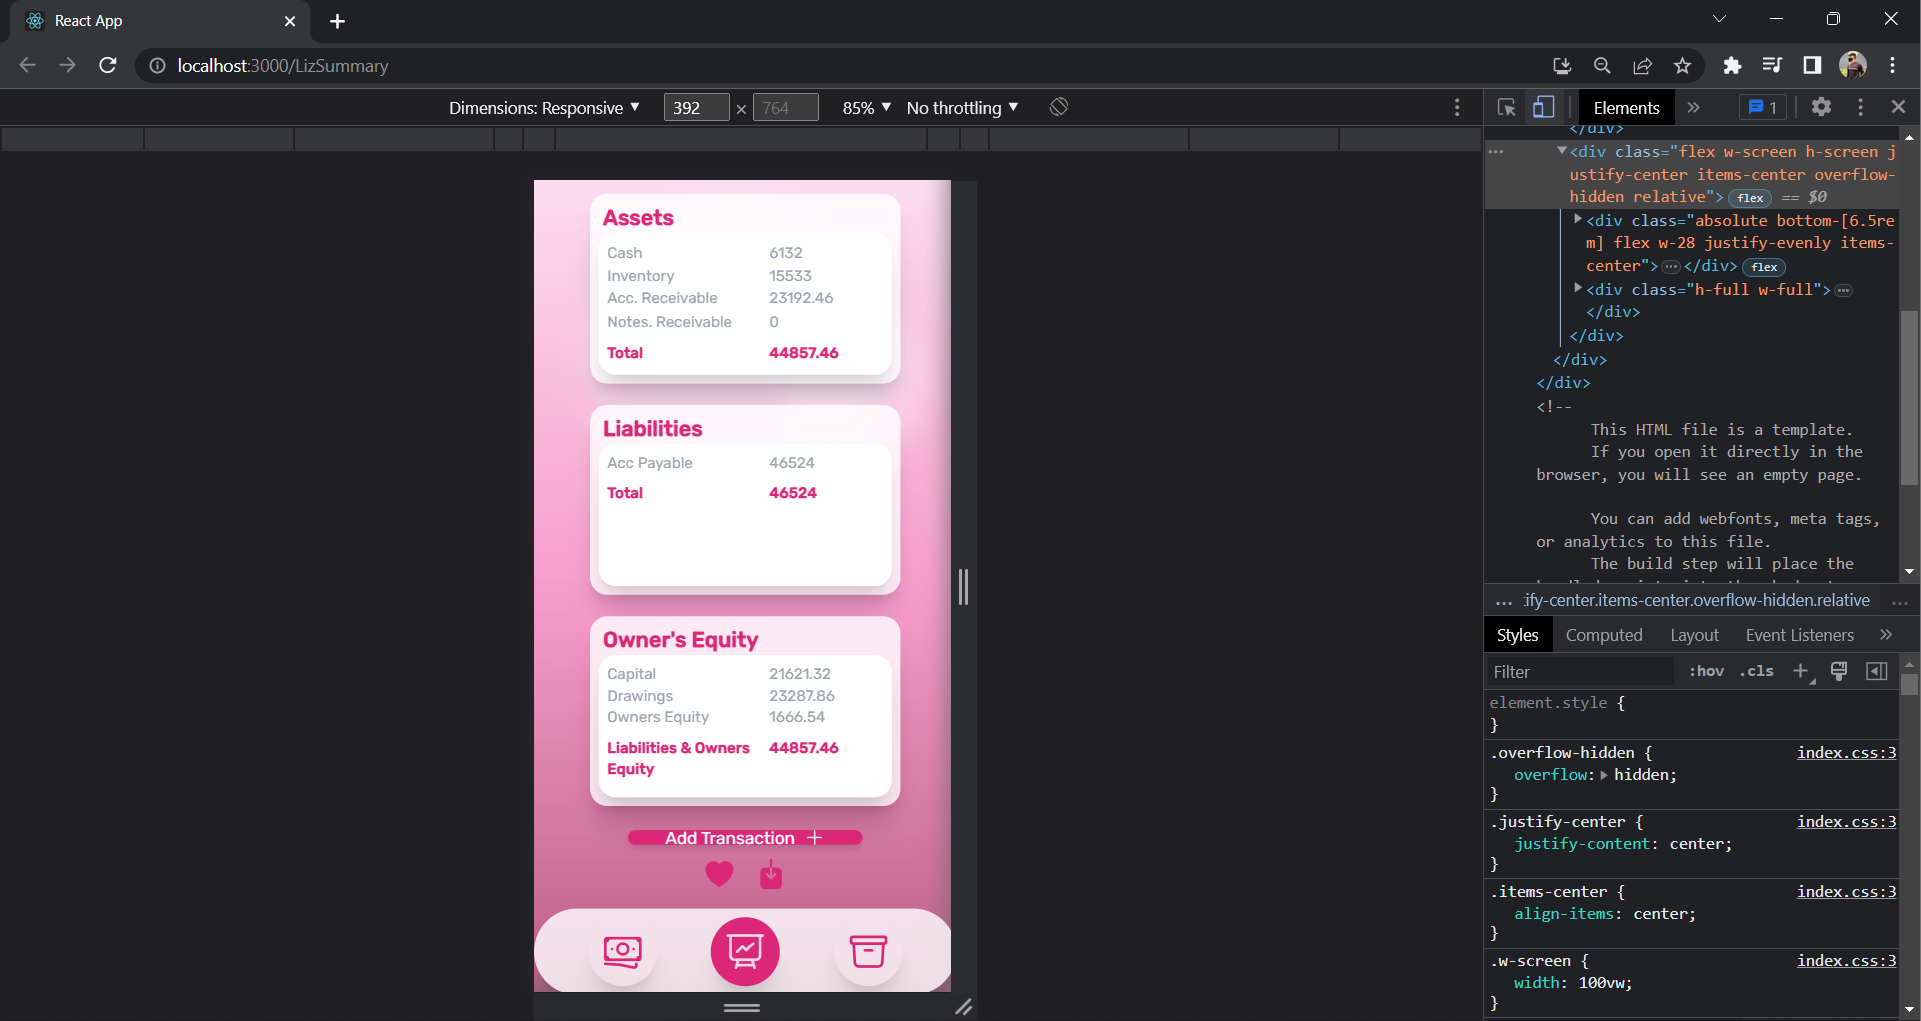 React App
localhost:3000/LizSummary
Dimensions: Responsive 392 × 764 85% No throttling
Elements 1
Assets
Cash 6132
Inventory 15533
Acc. Receivable 23192.46
Notes. Receivable 0
Total 44857.46
Liabilities
Acc Payable 46524
Total 46524
Owner's Equity
Capital 21621.32
Drawings 23287.86
Owners Equity 1666.54
Liabilities & Owners 44857.46
Equity
Add Transaction
</div>
<div class="flex w-screen h-screen j
ustify-center items-center overflow-
hidden relative"> flex == $0
<div class="absolute bottom-[6.5re
m] flex w-28 justify-evenly items-
center"> … </div> flex
<div class="h-full w-full"> …
</div>
</div>
</div>
</div>
<!--
This HTML file is a template.
If you open it directly in the
browser, you will see an empty page.
You can add webfonts, meta tags,
or analytics to this file.
The build step will place the
... ify-center.items-center.overflow-hidden.relative ...
Styles Computed Layout Event Listeners
Filter :hov .cls
element.style {
}
.overflow-hidden { index.css:3
overflow: hidden;
}
.justify-center { index.css:3
justify-content: center;
}
.items-center { index.css:3
align-items: center;
}
.w-screen { index.css:3
width: 100vw;
}